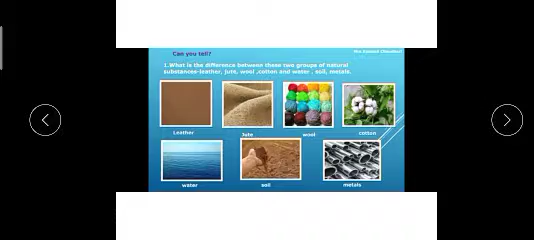 Can you tell?
1.What is the difference between these two groups of natural
substances-leather, jute, wool ,cotton and water , soil, metals.
Leather
Jute
wool
cotton
water
soil
metals